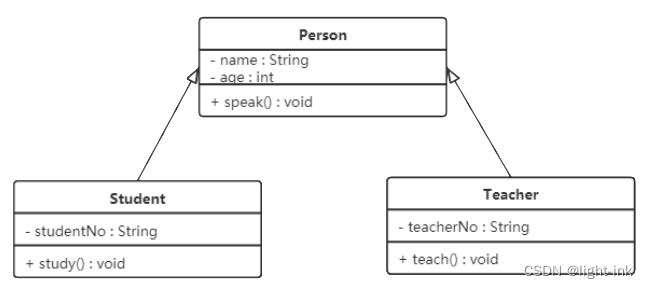 Person
- name : String
- age : int
+ speak() : void
Student
- studentNo : String
+ study() : void
Teacher
- teacherNo : String
+ teach() : void
CSDN @light-ink